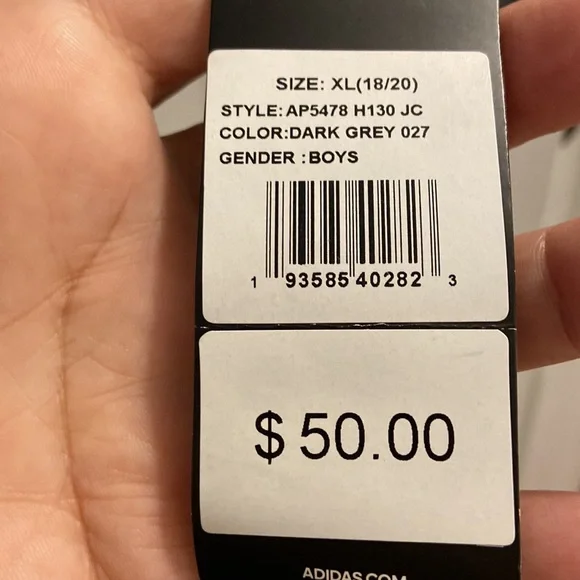 SIZE: XL(18/20)
STYLE: AP5478 H130 JC
COLOR:DARK GREY 027
GENDER :BOYS
1 93585 40282 3
$50.00
ADIDAS.COM